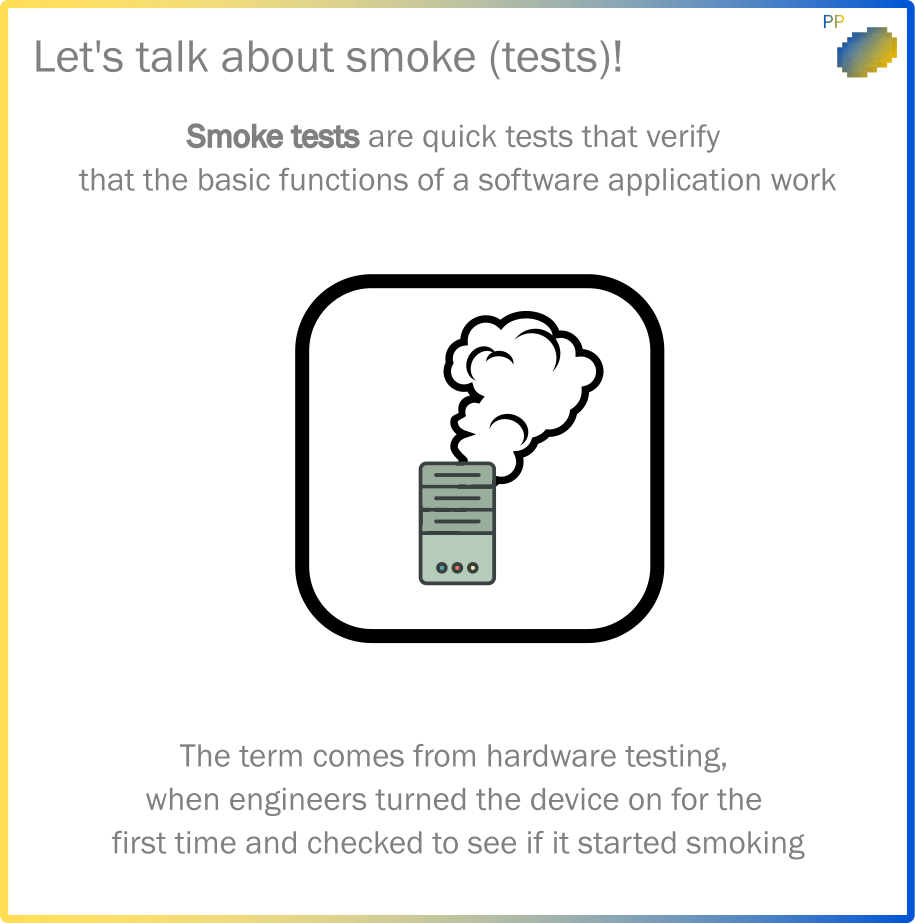 PP
Let's talk about smoke (tests)!
Smoke tests are quick tests that verify
that the basic functions of a software application work
The term comes from hardware testing,
when engineers turned the device on for the
first time and checked to see if it started smoking